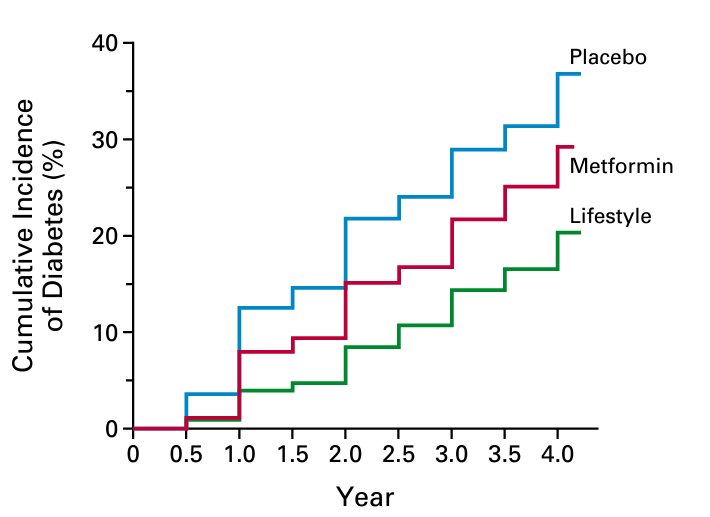 Cumulative Incidence
of Diabetes (%)
40
30
20
10
0
Placebo
Metformin
Lifestyle
0 0.5 1.0 1.5 2.0 2.5 3.0 3.5 4.0
Year